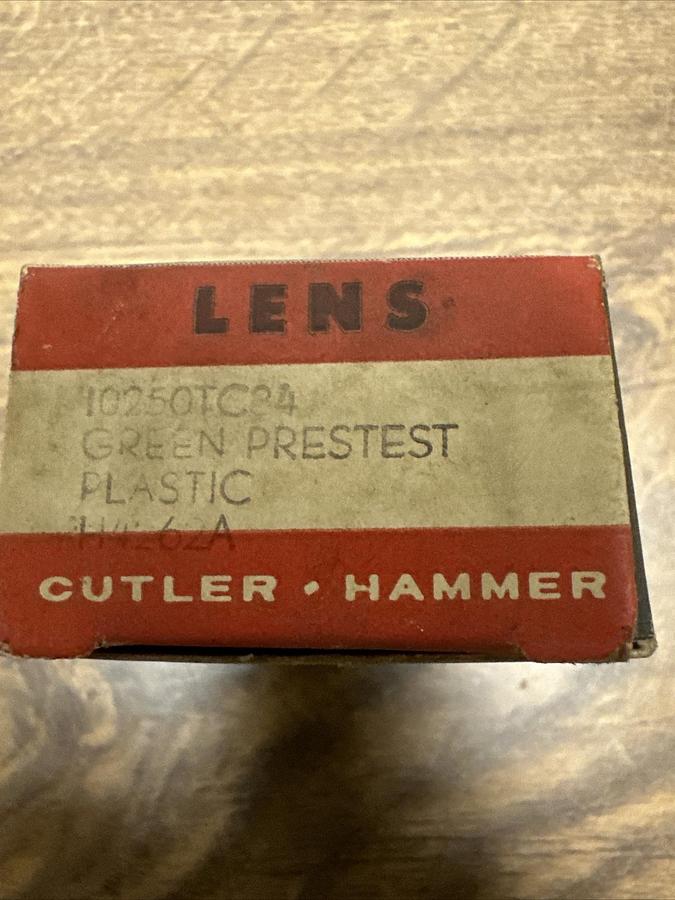 LENS
10250TC24
GREEN PRESTEST
PLASTIC
CUTLER • HAMMER